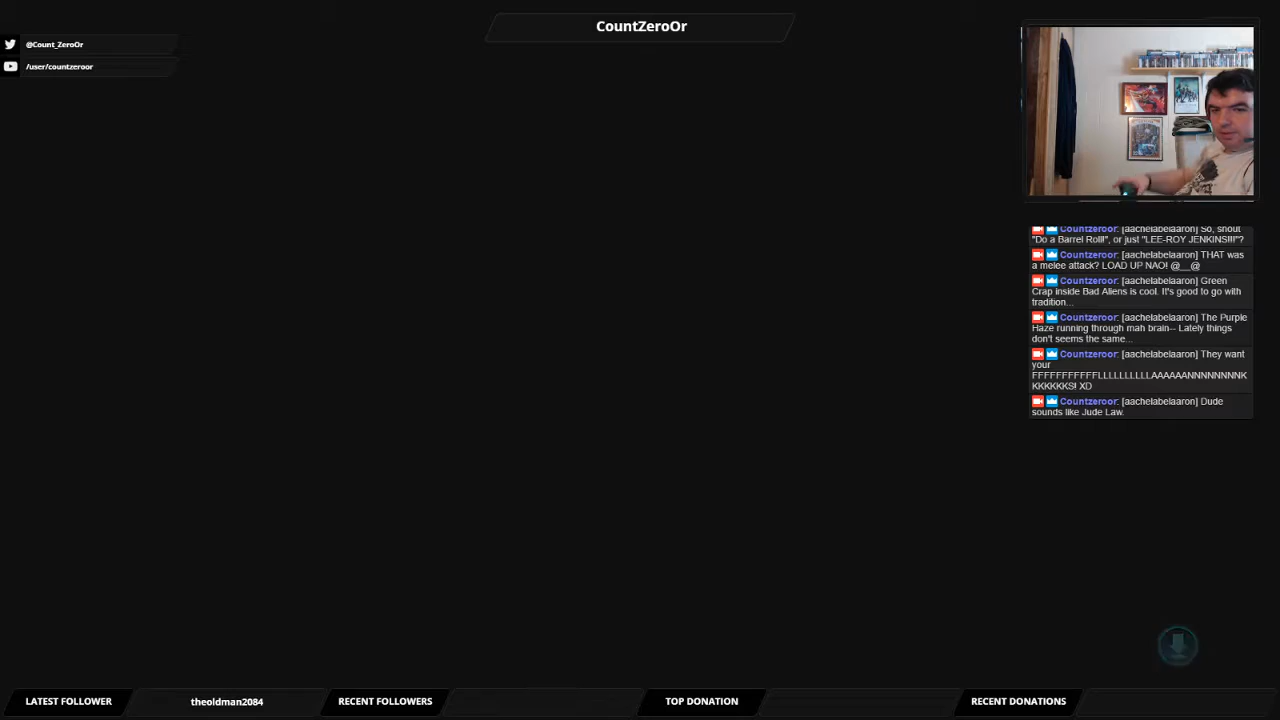 CountZeroOr
@Count_ZeroOr
/user/countzeroor
Countzeroor: [aachelabelaaron] So, shout
"Do a Barrel Roll!", or just "LEE-ROY JENKINS!!!"?
Countzeroor: [aachelabelaaron] THAT was
a melee attack? LOAD UP NAO! @__@
Countzeroor: [aachelabelaaron] Green
Crap inside Bad Aliens is cool. It's good to go with
tradition...
Countzeroor: [aachelabelaaron] The Purple
Haze running through mah brain-- Lately things
don't seems the same...
Countzeroor: [aachelabelaaron] They want
your
FFFFFFFFFFFLLLLLLLLLLAAAAAANNNNNNNNK
KKKKKKS! XD
Countzeroor: [aachelabelaaron] Dude
sounds like Jude Law.
LATEST FOLLOWER
theoldman2084
RECENT FOLLOWERS
TOP DONATION
RECENT DONATIONS